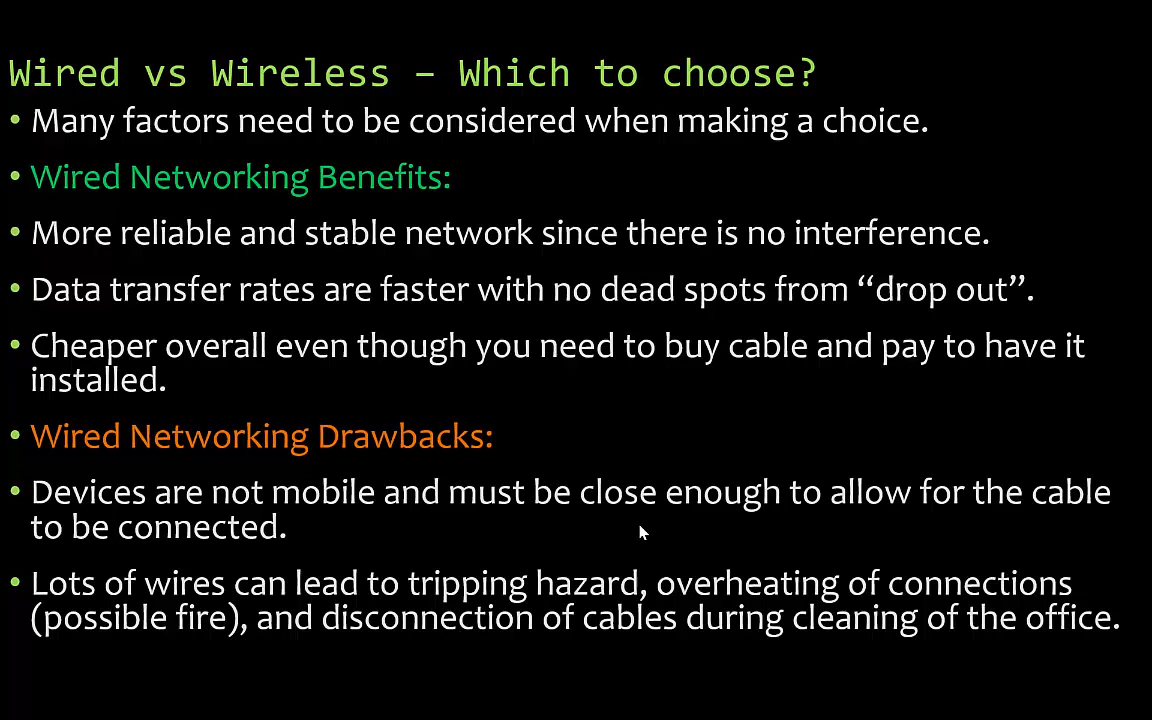 Wired vs Wireless – Which to choose?
• Many factors need to be considered when making a choice.
• Wired Networking Benefits:
• More reliable and stable network since there is no interference.
• Data transfer rates are faster with no dead spots from “drop out”.
• Cheaper overall even though you need to buy cable and pay to have it
installed.
• Wired Networking Drawbacks:
• Devices are not mobile and must be close enough to allow for the cable
to be connected.
• Lots of wires can lead to tripping hazard, overheating of connections
(possible fire), and disconnection of cables during cleaning of the office.